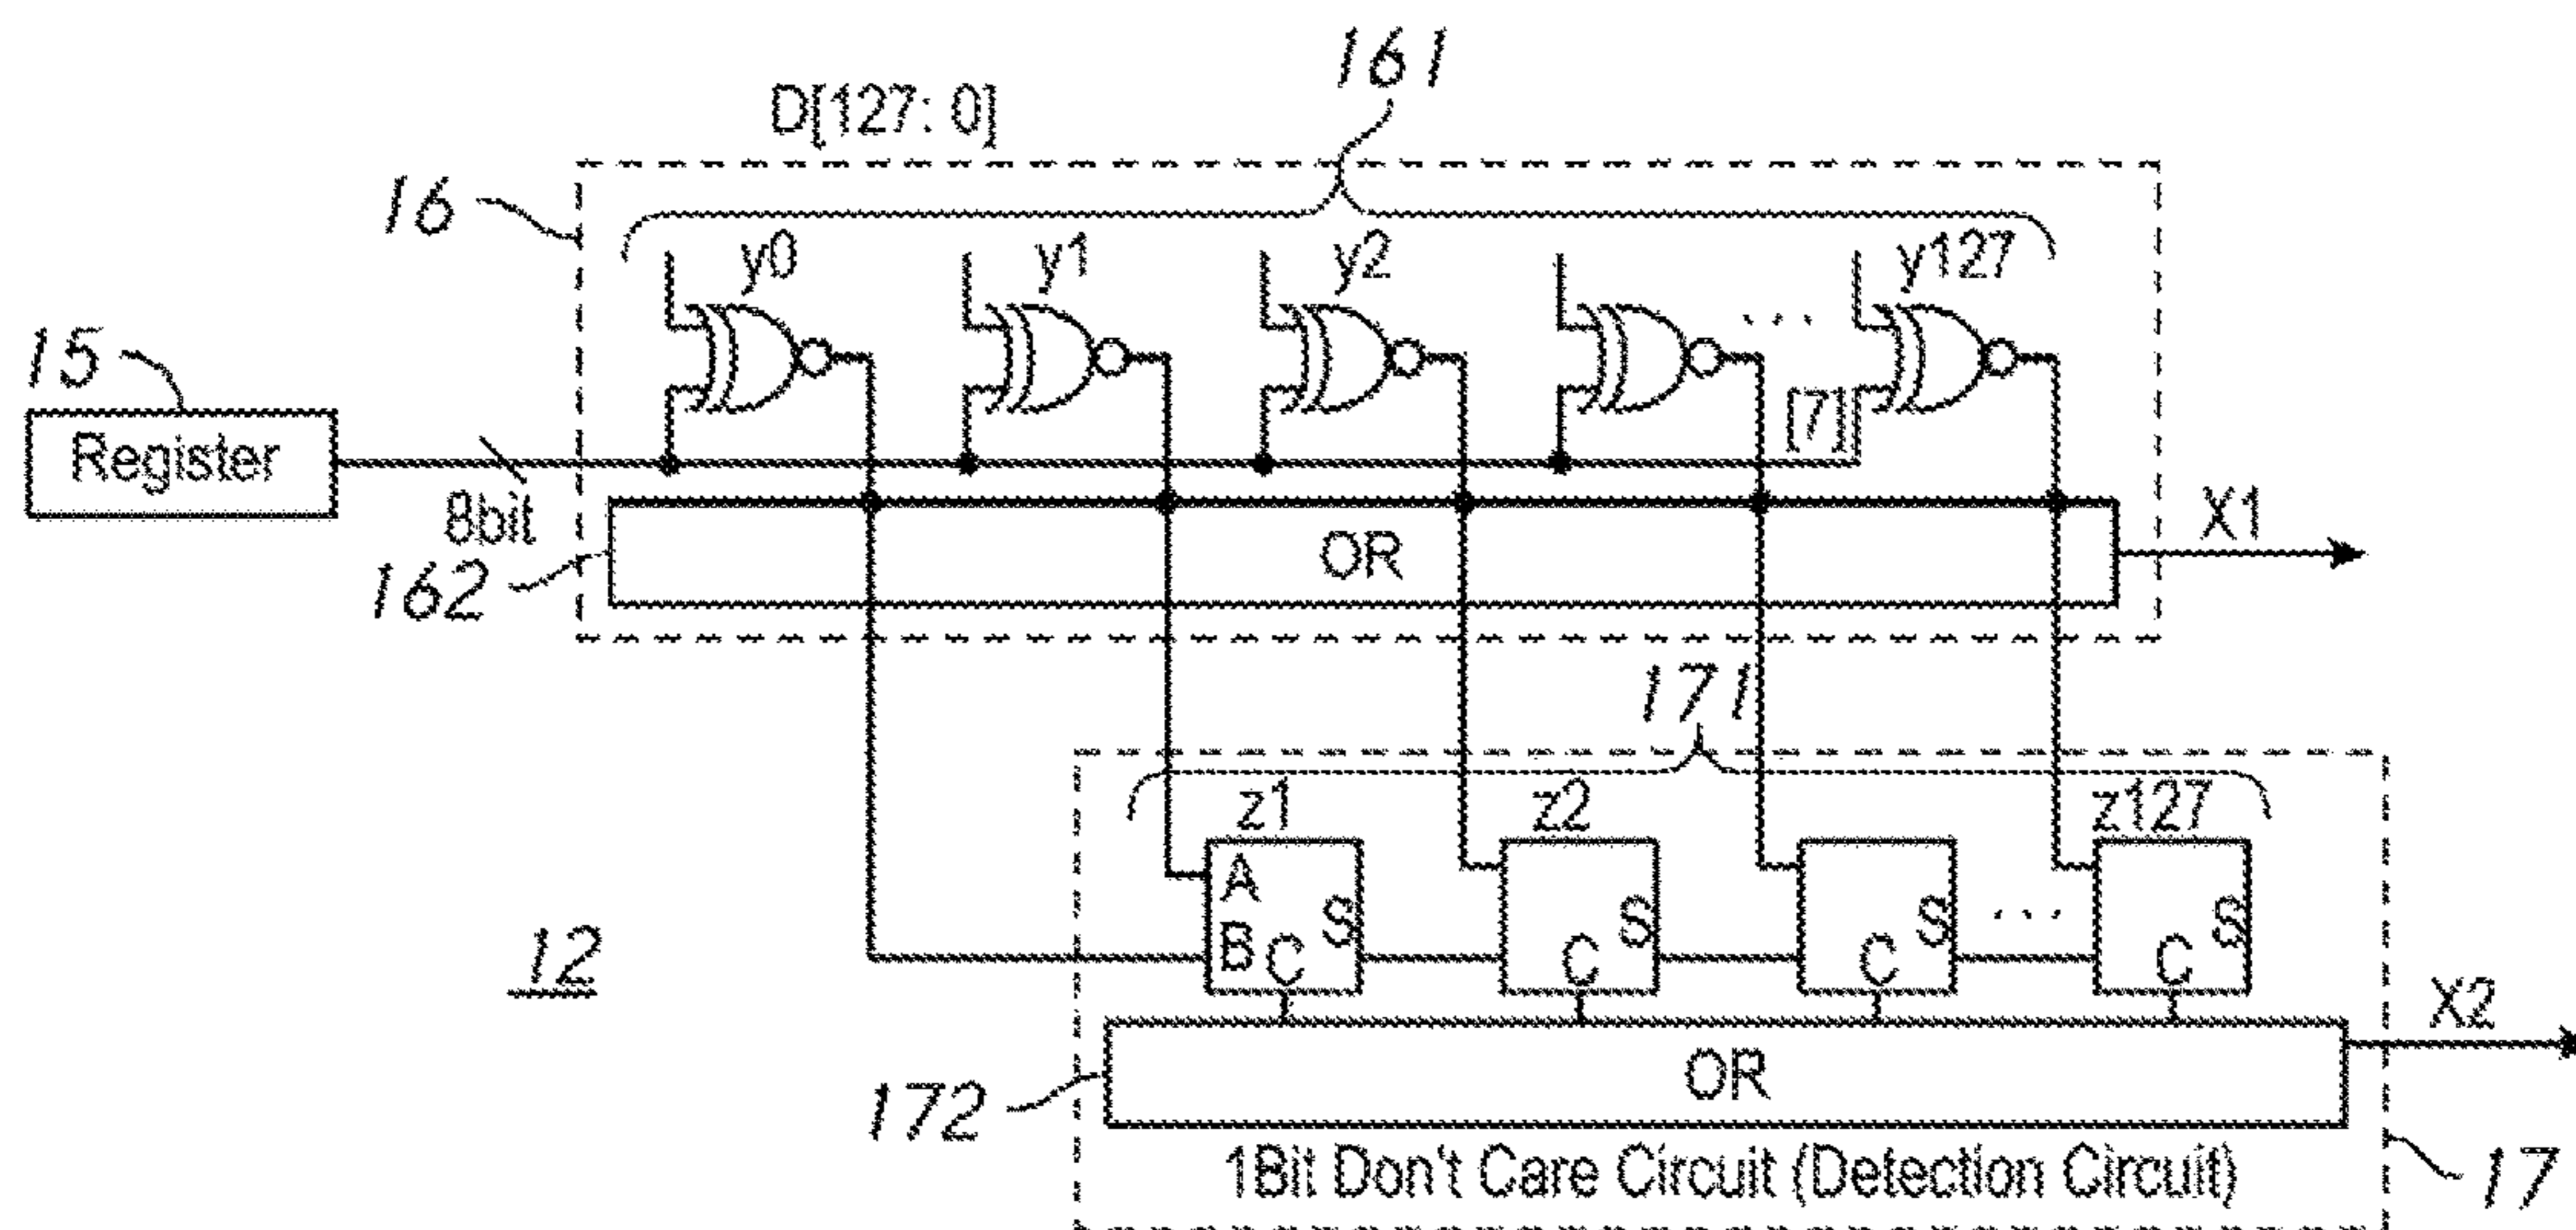 161
D[127: 0]
16
y0 y1 y2 y127
15
Register
8bit
[7]
...
162
OR
X1
171
z1 z2 z127
A
B C S
C S
C S
...
C S
12
X2
172
OR
1Bit Don't Care Circuit (Detection Circuit)
17